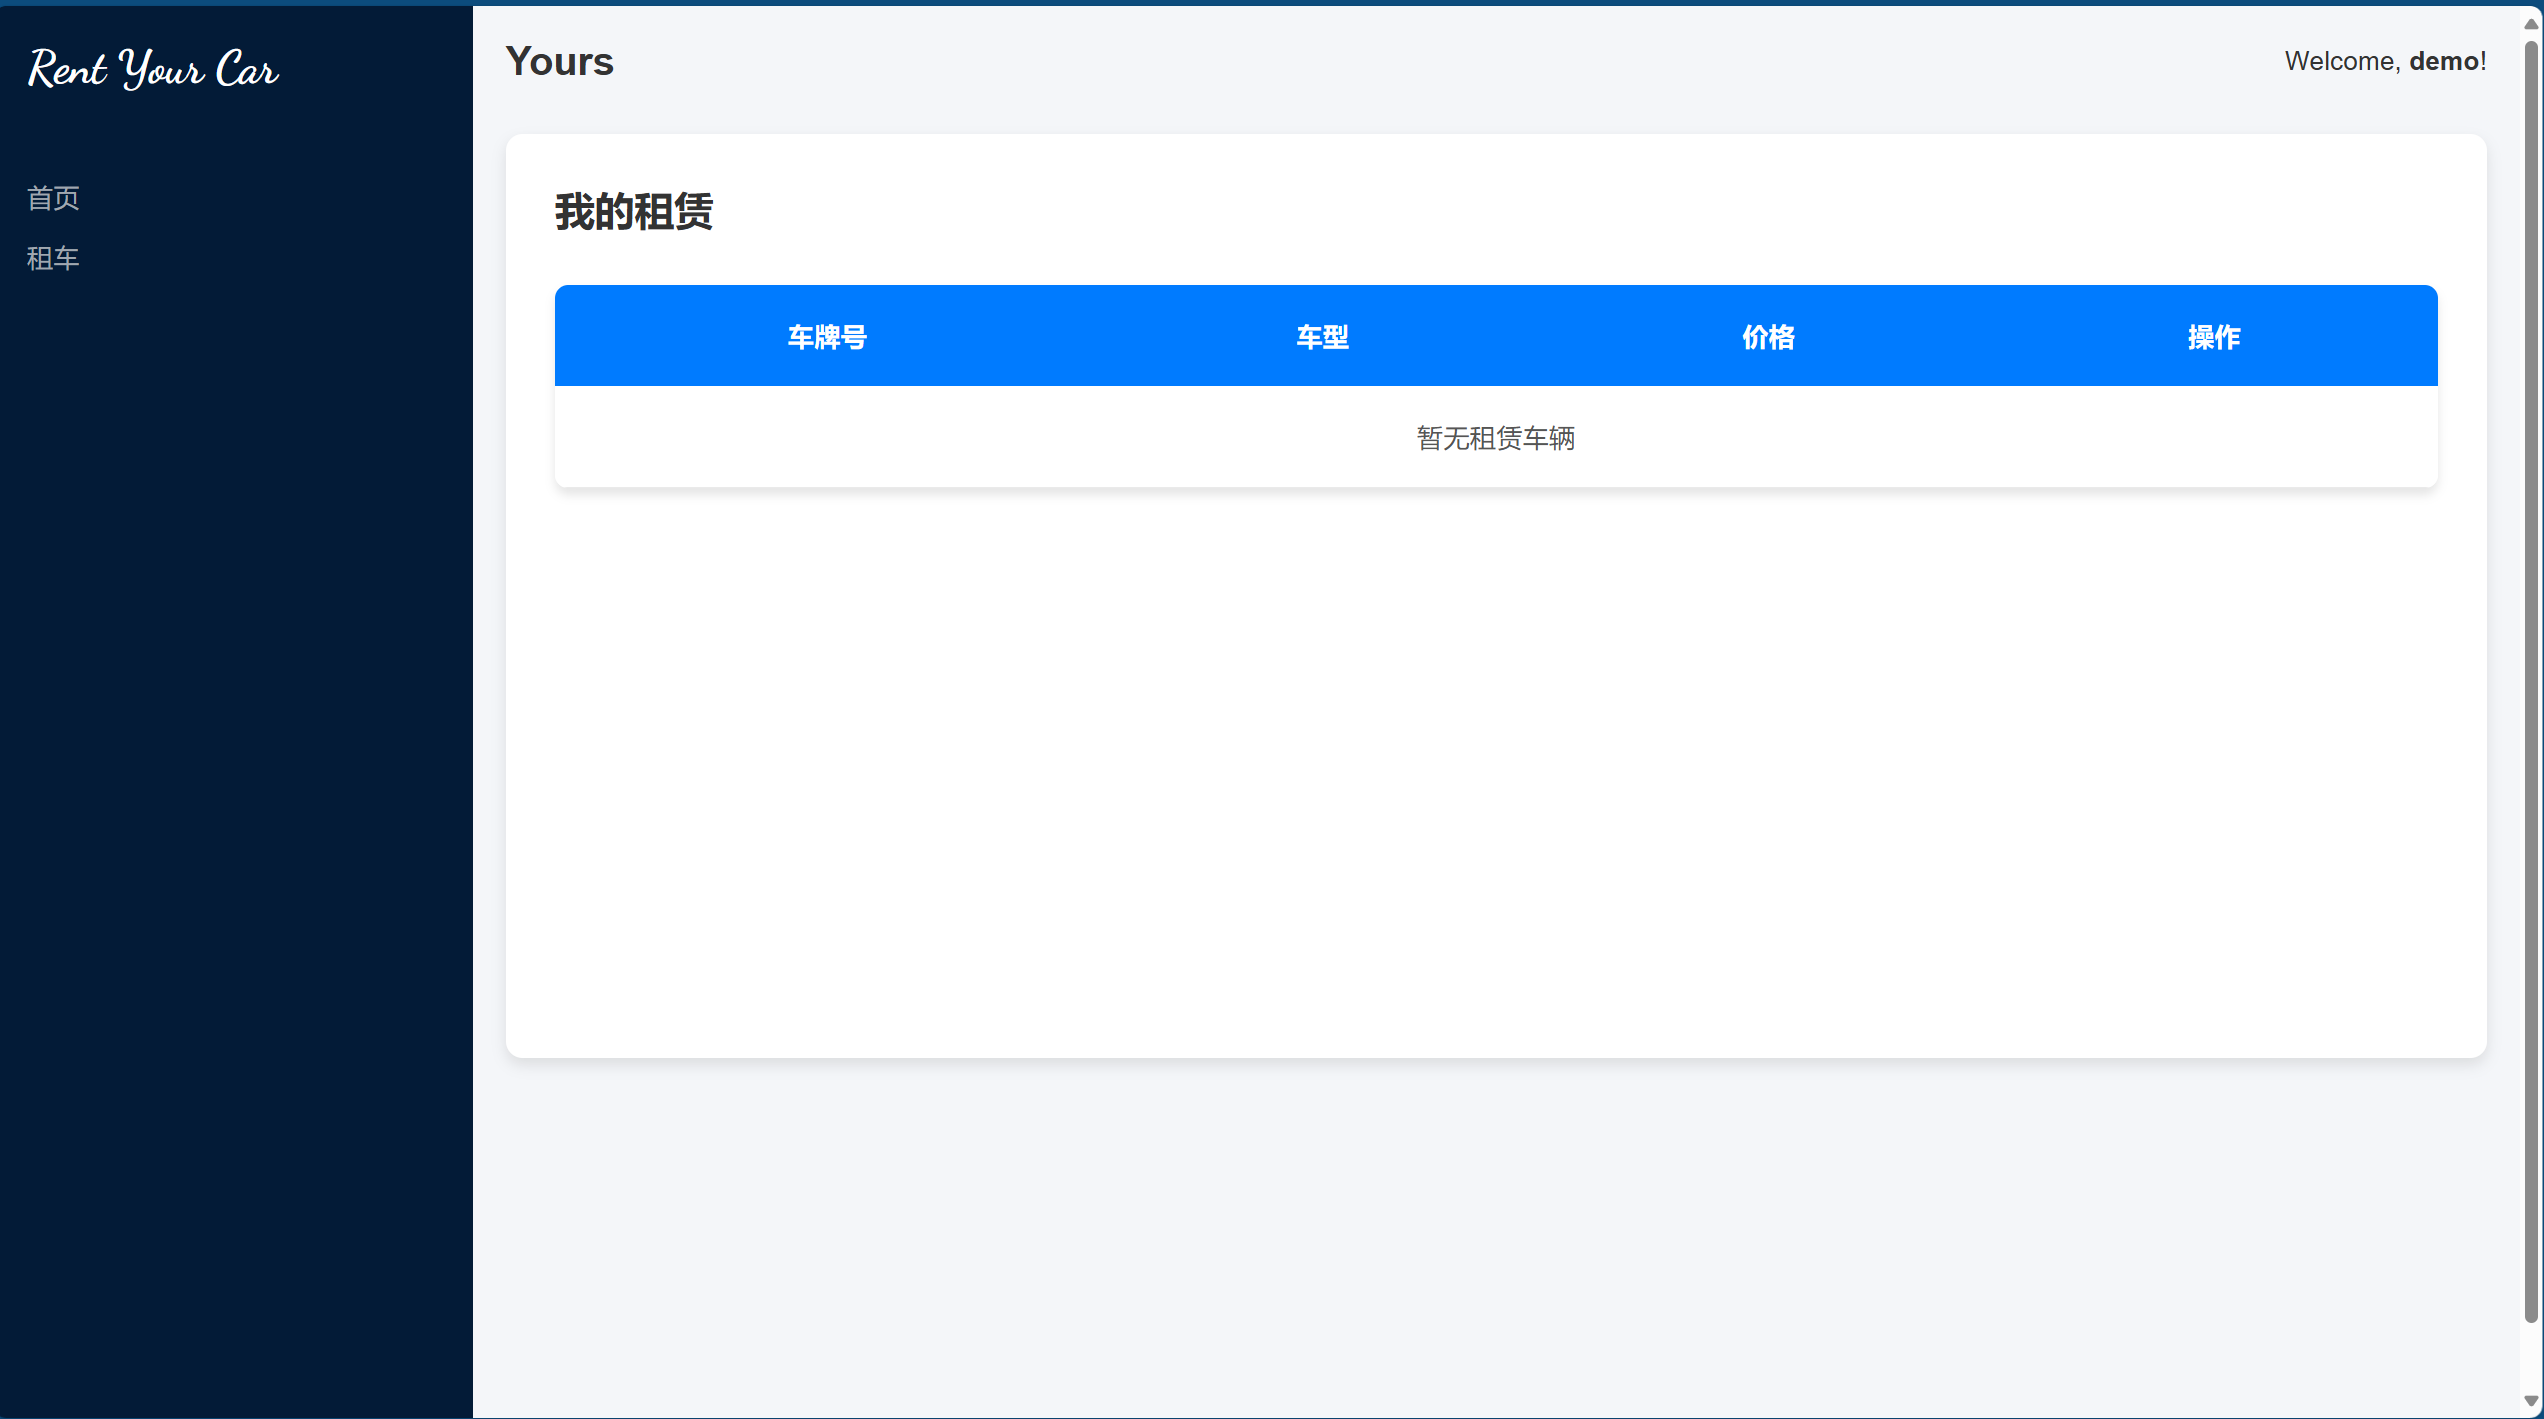 Rent Your Car
首页
租车
Yours
Welcome, demo!
我的租赁
车牌号 车型 价格 操作
暂无租赁车辆